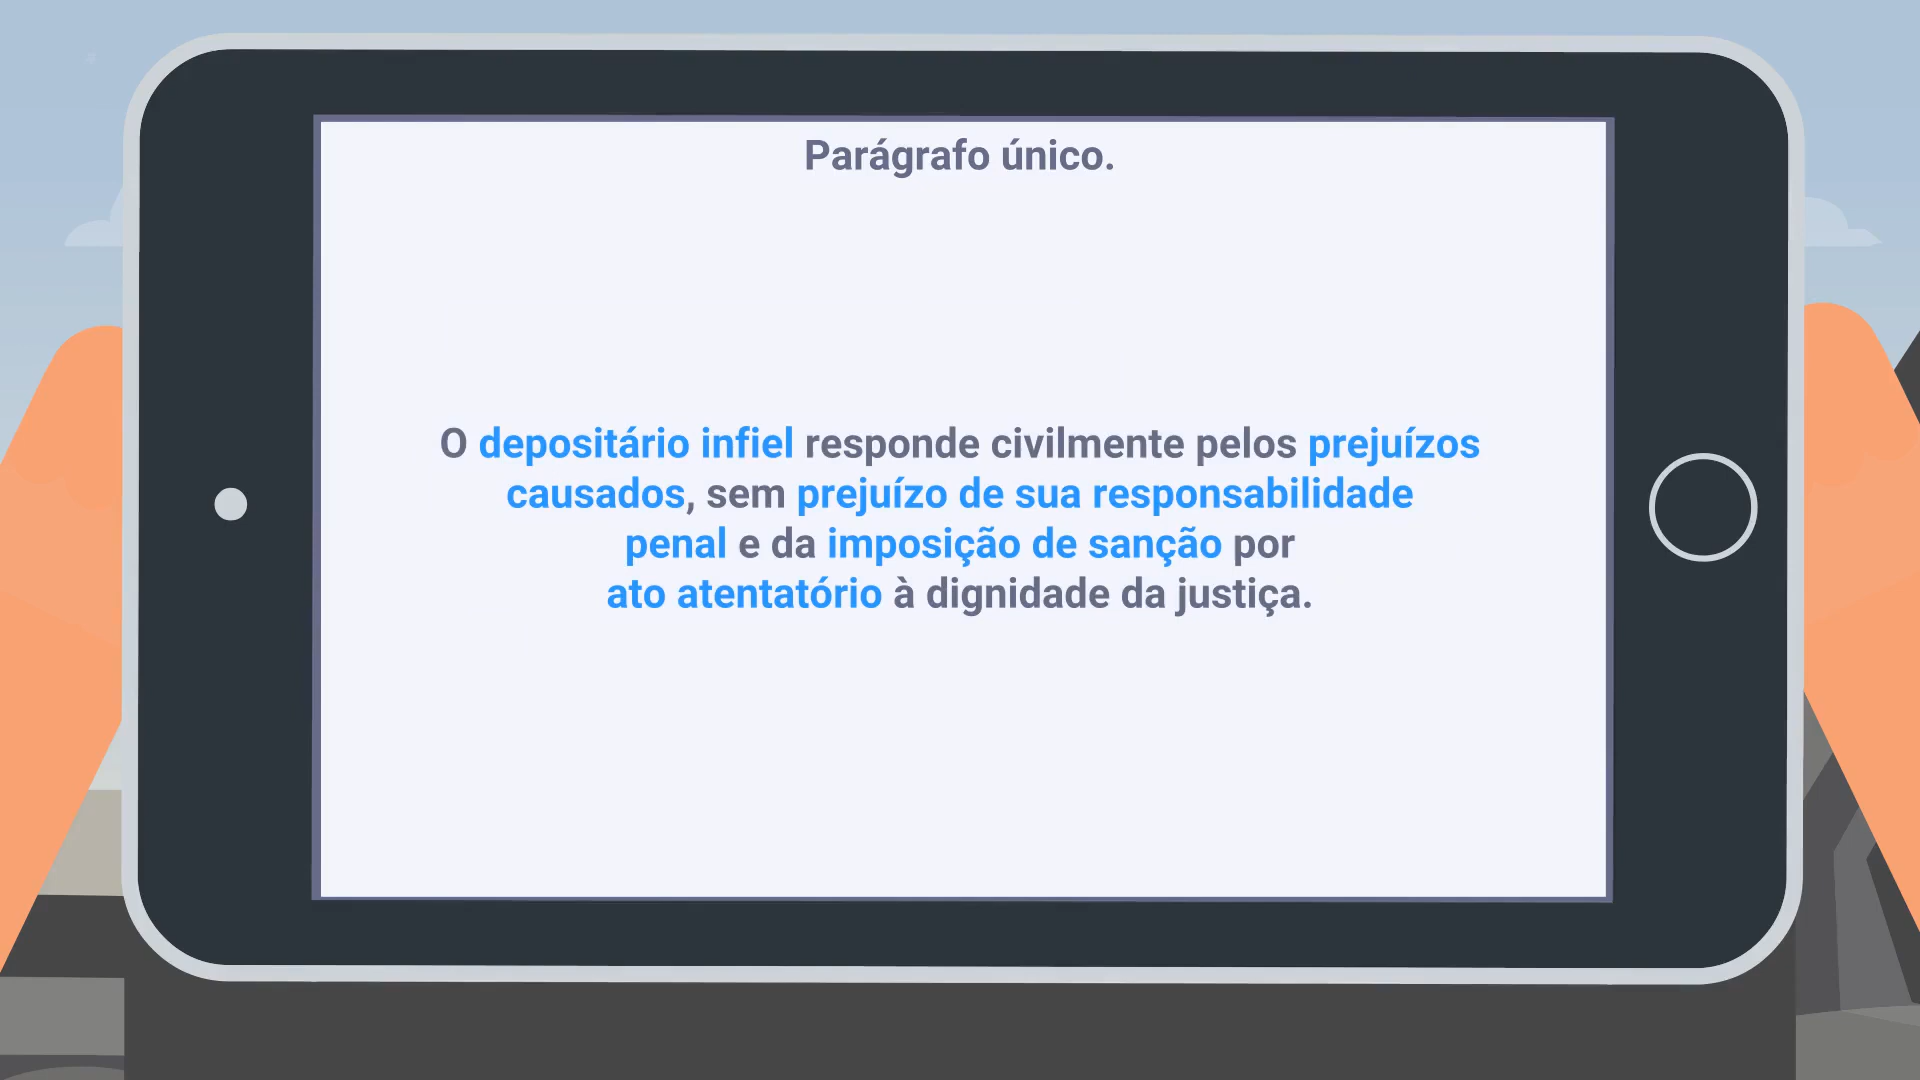 Parágrafo único.
O depositário infiel responde civilmente pelos prejuízos
causados, sem prejuízo de sua responsabilidade
penal e da imposição de sanção por
ato atentatório à dignidade da justiça.